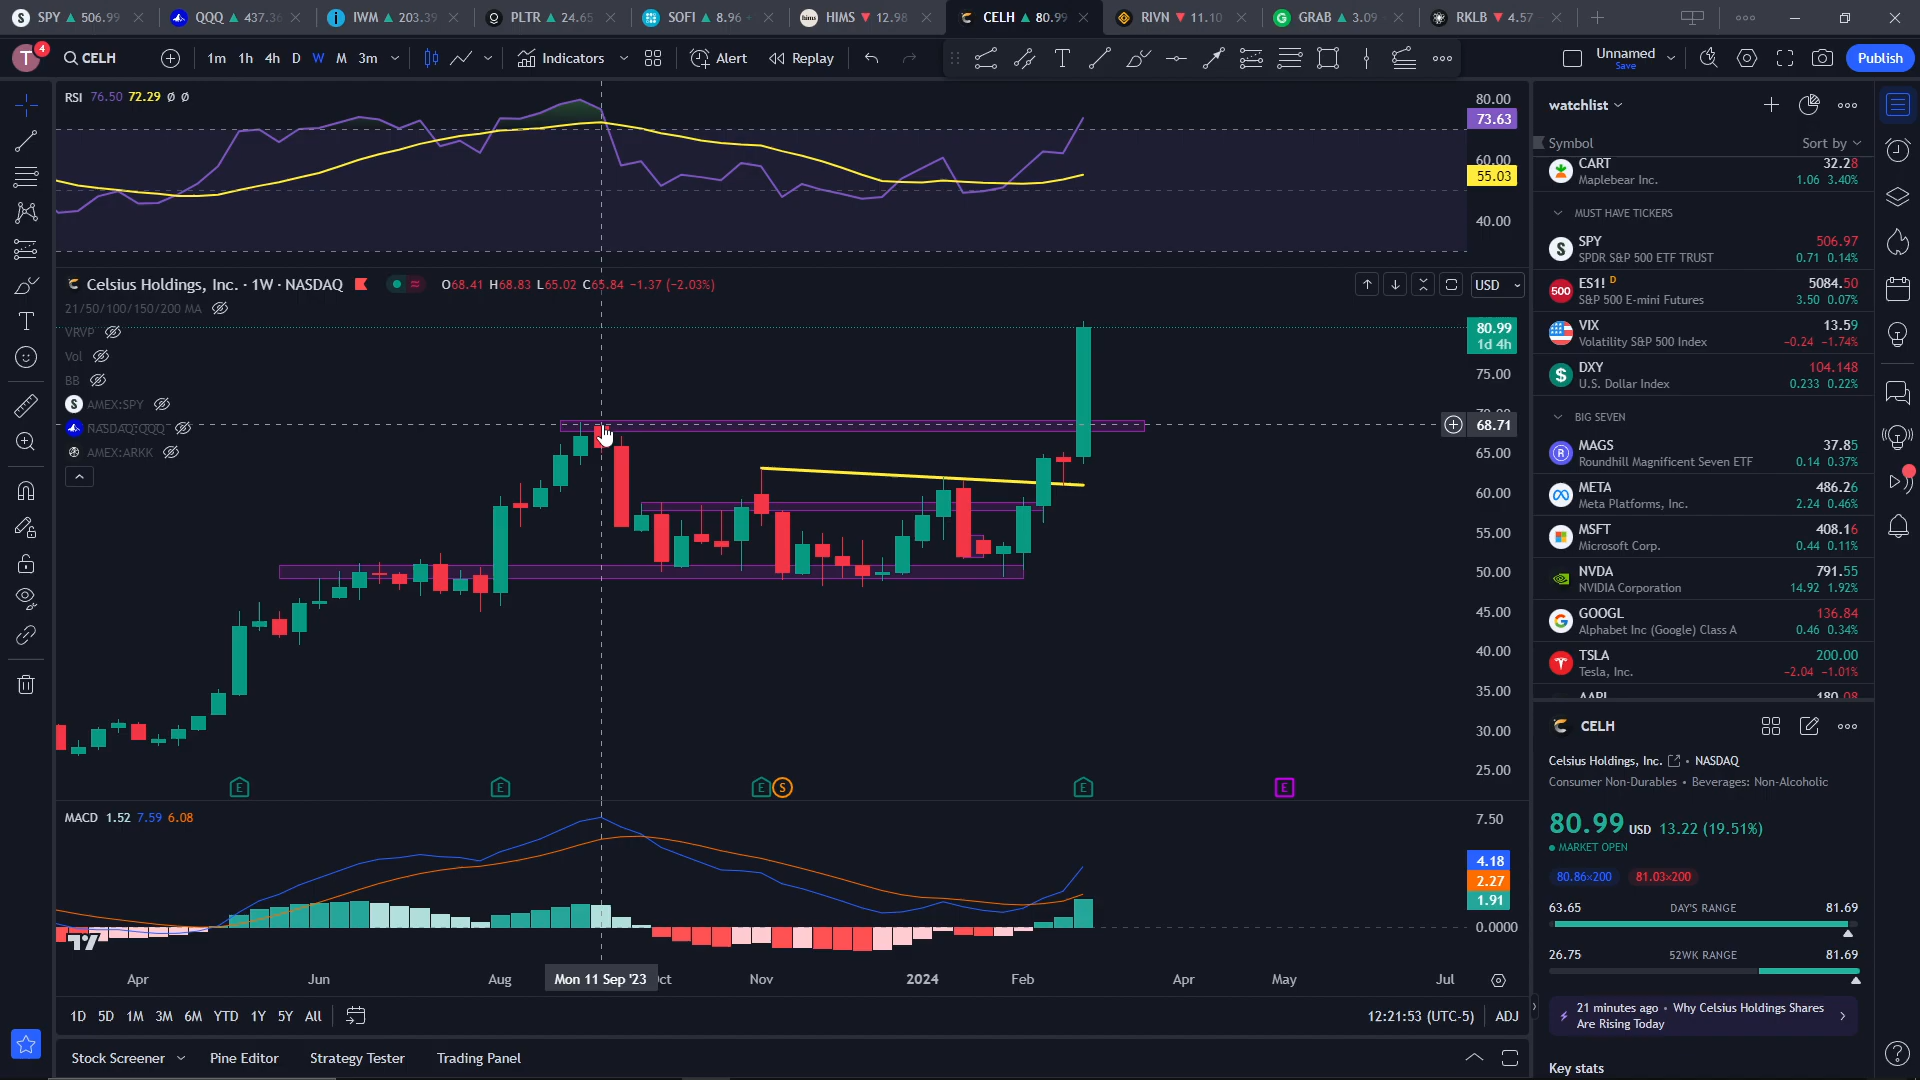 SPY 506.99
QQQ 437.36
IWM 203.39
PLTR 24.65
SOFI 8.96
hims HIMS 12.98
CELH 80.99
RIVN 11.10
GRAB 3.09
RKLB 4.57
T 4 CELH 1m 1h 4h D W M 3m Indicators Alert Replay Unnamed Save Publish
RSI 76.50 72.29 Ø Ø
80.00
73.63
60.00
55.03
40.00
Celsius Holdings, Inc. · 1W · NASDAQ O68.41 H68.83 L65.02 C65.84 −1.37 (−2.03%) USD
21/50/100/150/200 MA
VRVP
Vol
BB
S AMEX:SPY
NASDAQ:QQQ
AMEX:ARKK
80.99
1d 4h
75.00
68.71
65.00
60.00
55.00
50.00
45.00
40.00
35.00
30.00
25.00
E E E S E E
MACD 1.52 7.59 6.08
7.50
4.18
2.27
1.91
0.0000
Apr Jun Aug Mon 11 Sep '23 Nov 2024 Feb Apr May Jul
1D 5D 1M 3M 6M YTD 1Y 5Y All 12:21:53 (UTC-5) ADJ
Stock Screener Pine Editor Strategy Tester Trading Panel
watchlist
Symbol Sort by
CART 32.28
Maplebear Inc. 1.06 3.40%
MUST HAVE TICKERS
SPY 506.97
SPDR S&P 500 ETF TRUST 0.71 0.14%
500 ES1! D 5084.50
S&P 500 E-mini Futures 3.50 0.07%
VIX 13.59
Volatility S&P 500 Index −0.24 −1.74%
DXY 104.148
U.S. Dollar Index 0.233 0.22%
BIG SEVEN
MAGS 37.85
Roundhill Magnificent Seven ETF 0.14 0.37%
META 486.26
Meta Platforms, Inc. 2.24 0.46%
MSFT 408.16
Microsoft Corp. 0.44 0.11%
NVDA 791.55
NVIDIA Corporation 14.92 1.92%
GOOGL 136.84
Alphabet Inc (Google) Class A 0.46 0.34%
TSLA 200.00
Tesla, Inc. −2.04 −1.01%
CELH
Celsius Holdings, Inc. • NASDAQ
Consumer Non-Durables • Beverages: Non-Alcoholic
80.99 USD 13.22 (19.51%)
MARKET OPEN
80.86×200 81.03×200
63.65 DAY'S RANGE 81.69
26.75 52WK RANGE 81.69
21 minutes ago • Why Celsius Holdings Shares
Are Rising Today
Key stats